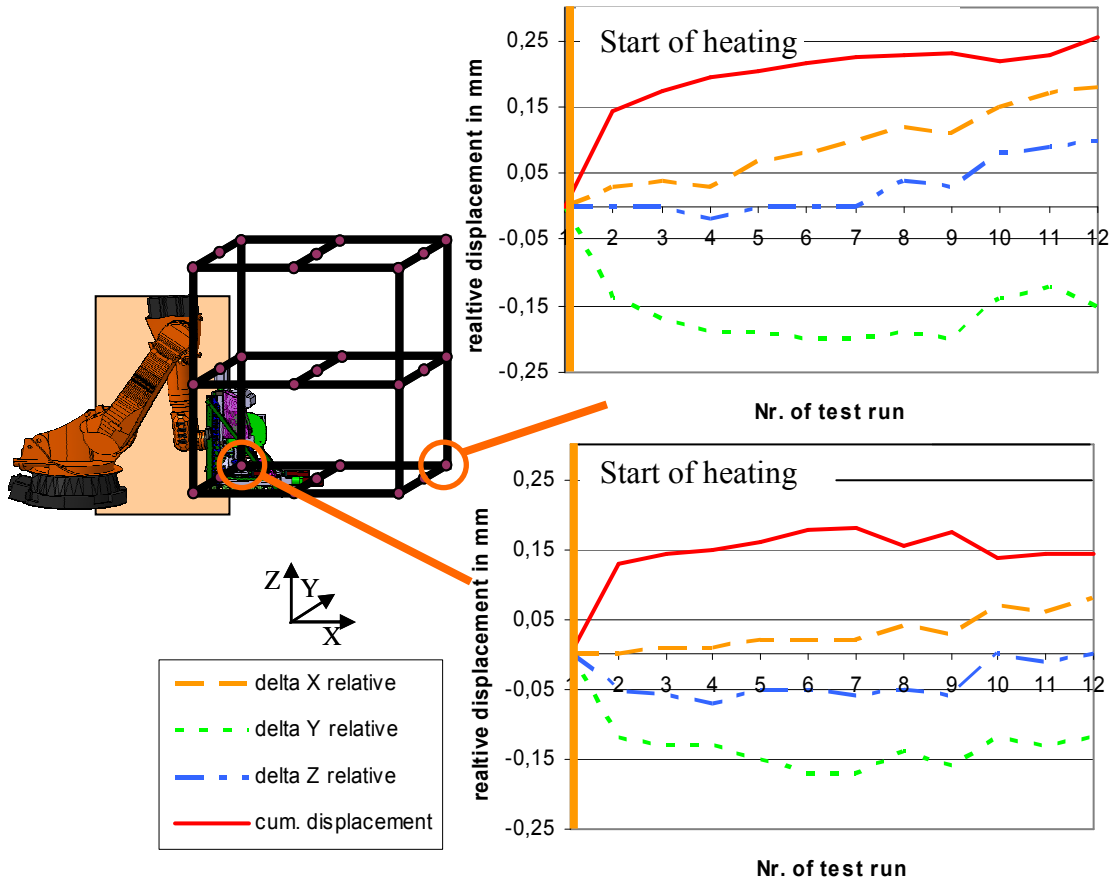 Start of heating
0,25
0,15
0,05
-0,05
-0,15
-0,25
1 2 3 4 5 6 7 8 9 10 11 12
realtive displacement in mm
Nr. of test run
Start of heating
0,25
0,15
0,05
-0,05
-0,15
-0,25
1 2 3 4 5 6 7 8 9 10 11 12
realtive displacement in mm
Nr. of test run
Z
Y
X
delta X relative
delta Y relative
delta Z relative
cum. displacement